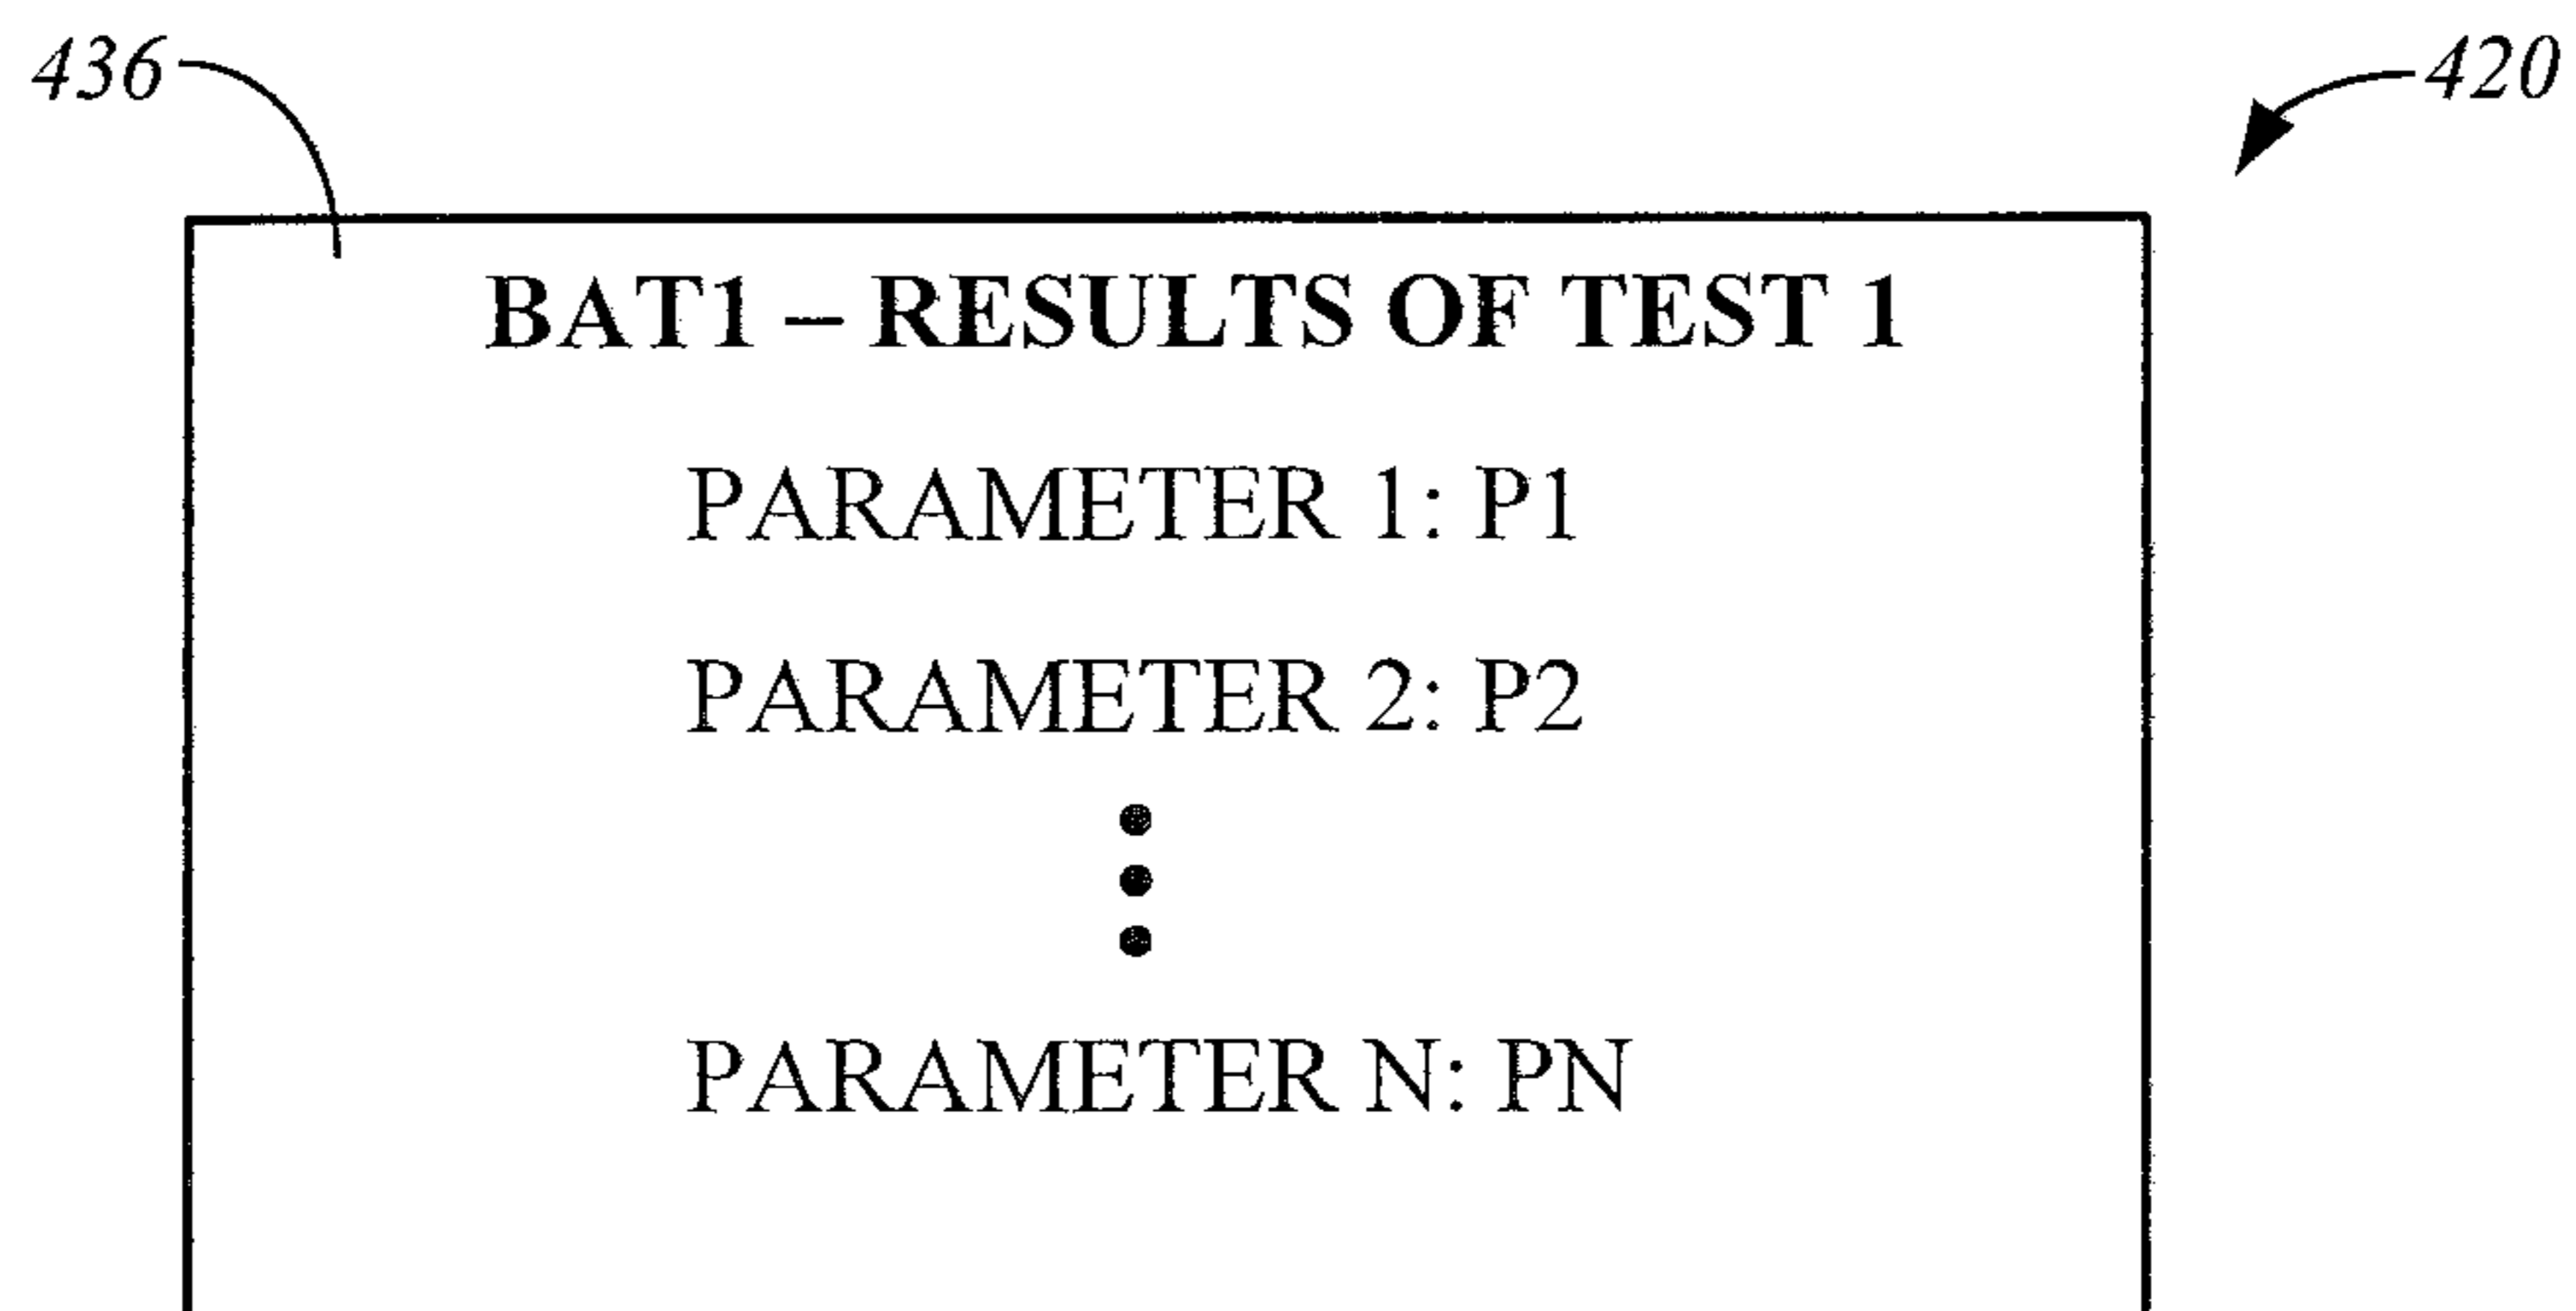 436
420
BAT1 – RESULTS OF TEST 1
PARAMETER 1: P1
PARAMETER 2: P2
PARAMETER N: PN